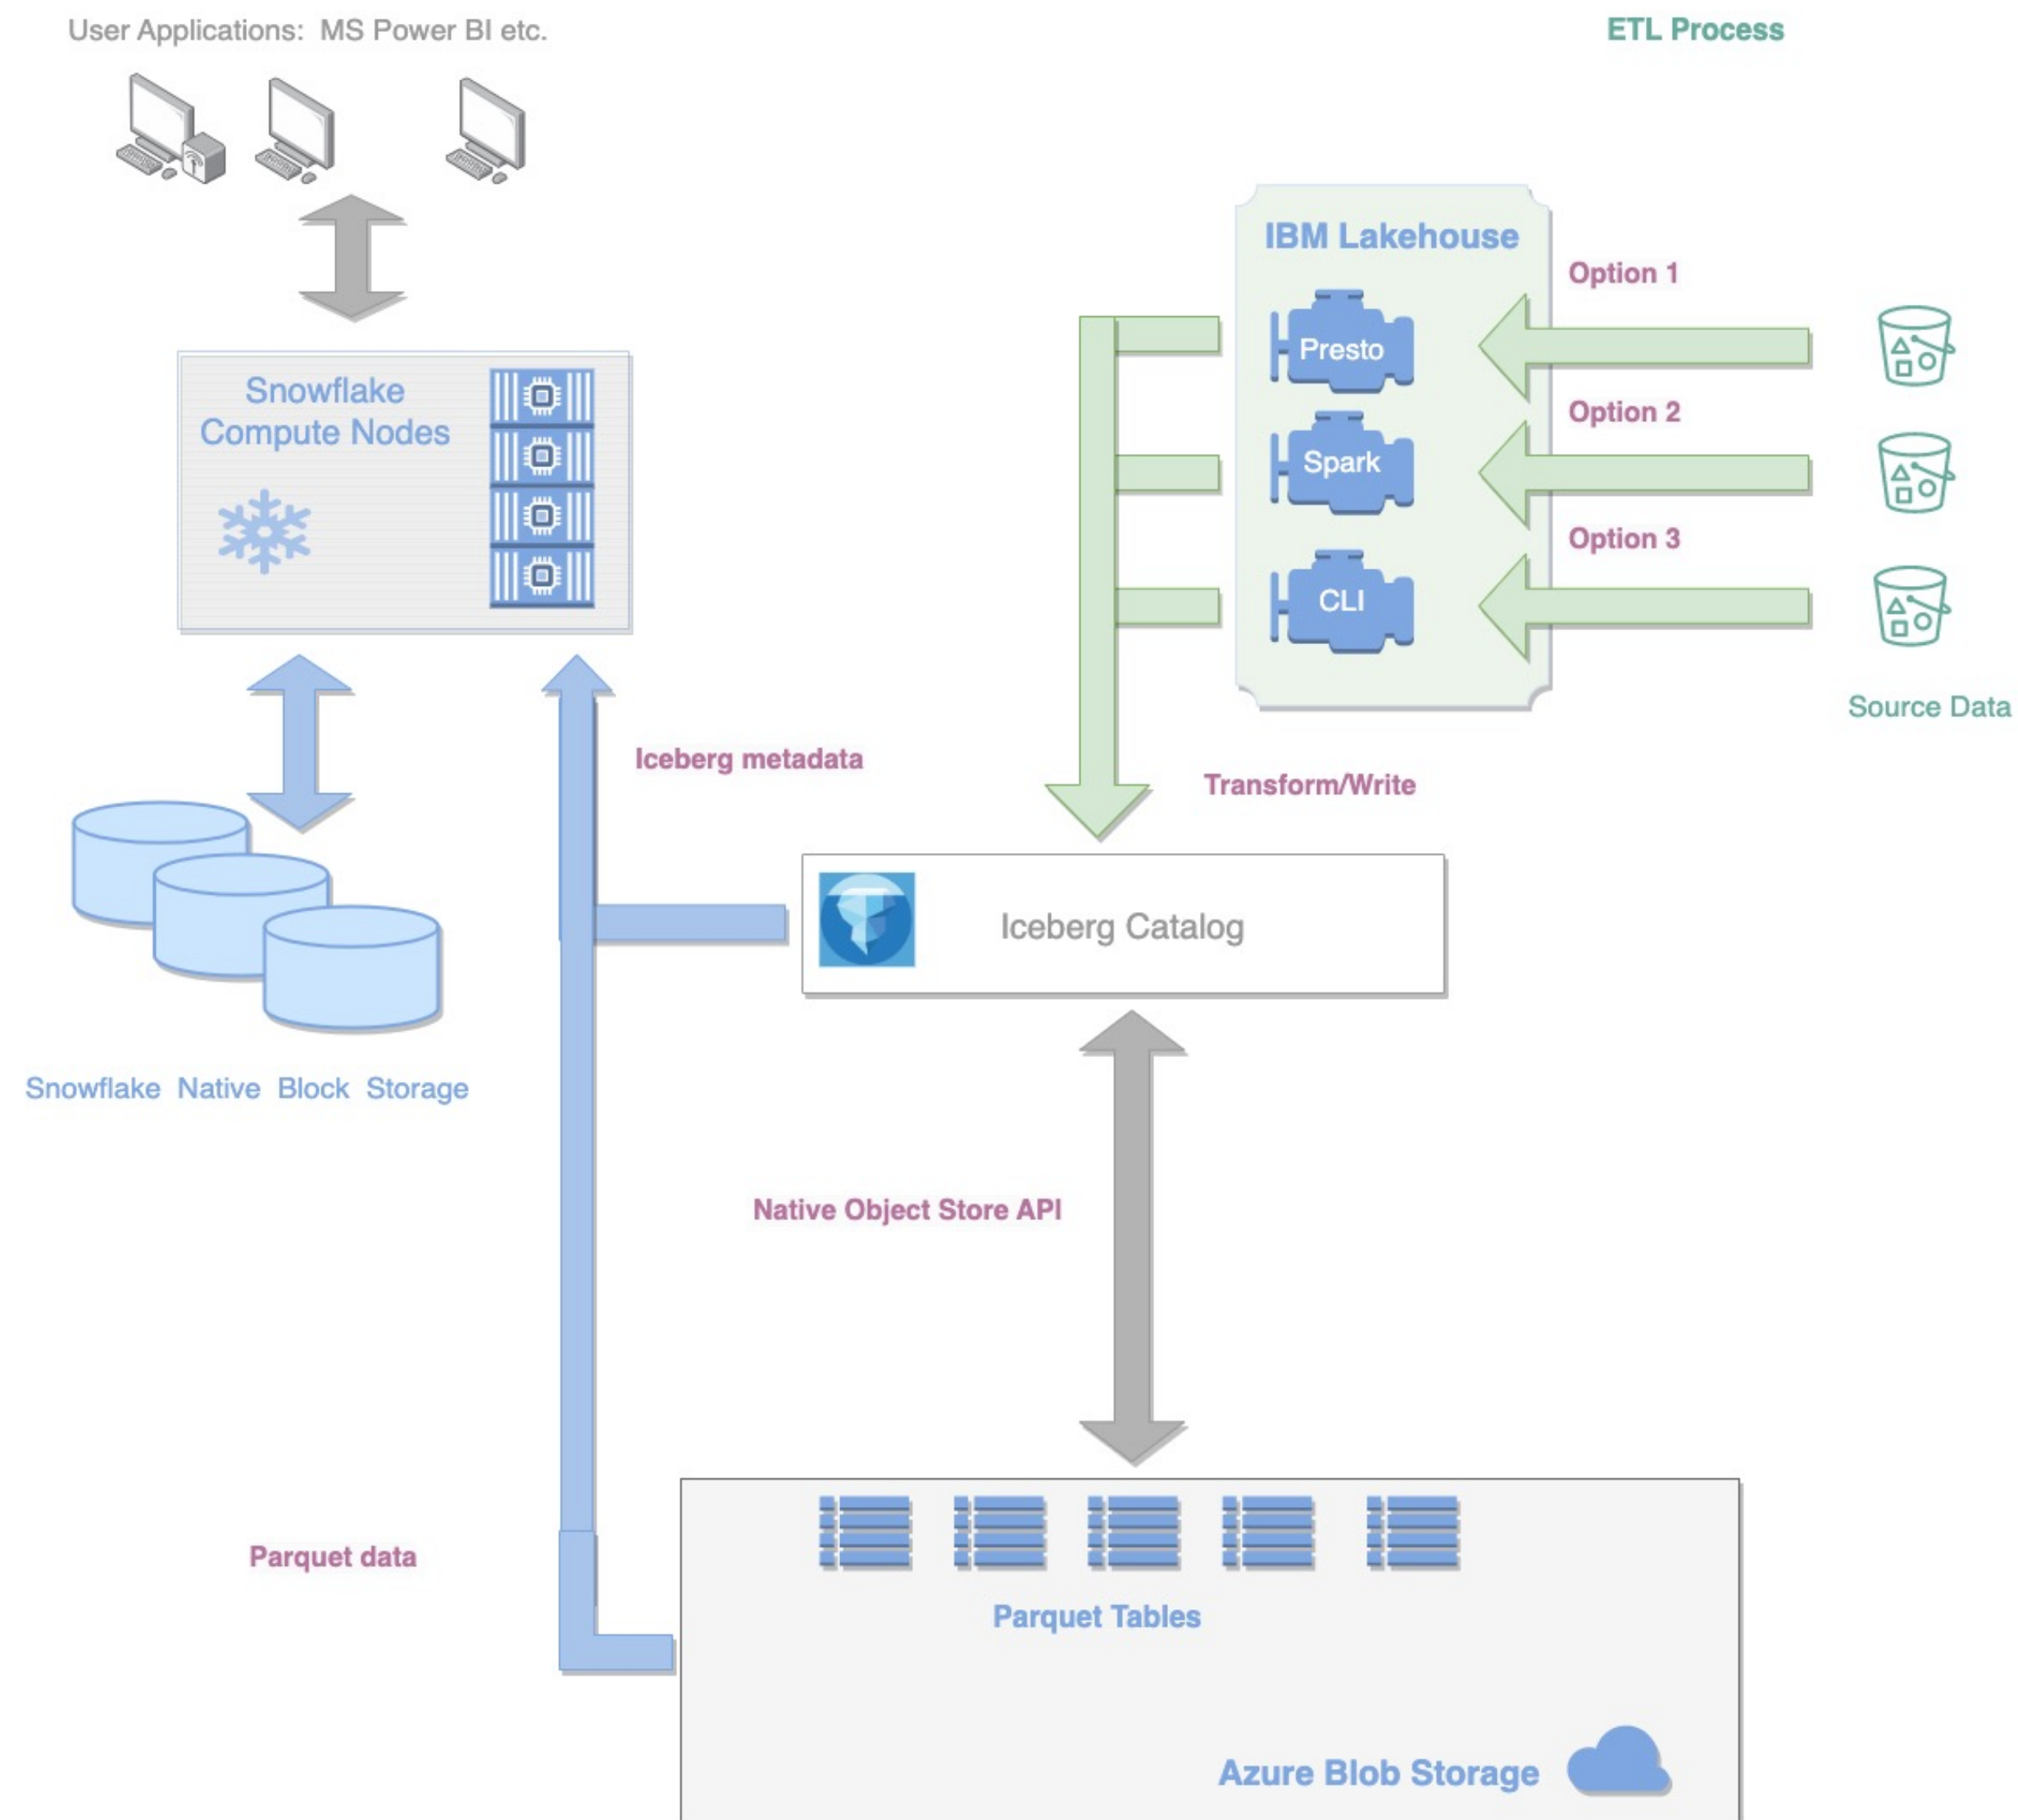 User Applications:  MS Power BI etc.
ETL Process
IBM Lakehouse
Option 1
Presto
Option 2
Spark
Option 3
CLI
Source Data
Snowflake
Compute Nodes
Iceberg metadata
Transform/Write
Iceberg Catalog
Snowflake  Native  Block  Storage
Native Object Store API
Parquet data
Parquet Tables
Azure Blob Storage